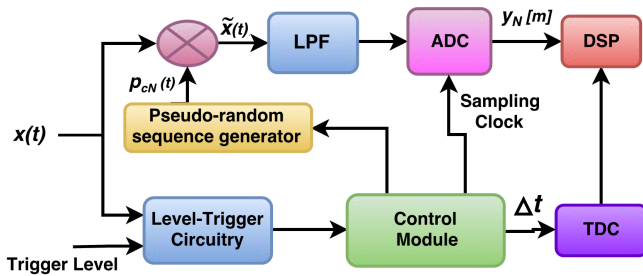 x̃(t)
y_N [m]
LPF
ADC
DSP
p_cN (t)
Sampling
Clock
Pseudo-random
sequence generator
x(t)
Level-Trigger
Circuitry
Control
Module
Δt
TDC
Trigger Level